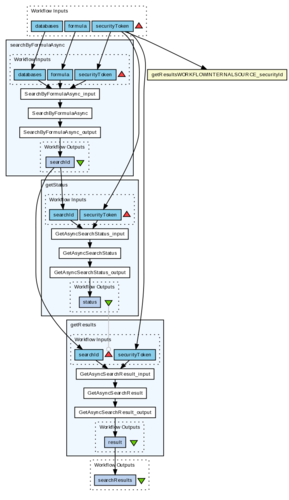 Workflow Inputs
databases formula securityToken
searchByFormulaAsync
Workflow Inputs
databases formula securityToken
getResultsWORKFLOWINTERNALSOURCE_securityId
SearchByFormulaAsync_input
SearchByFormulaAsync
SearchByFormulaAsync_output
Workflow Outputs
searchId
getStatus
Workflow Inputs
searchId securityToken
GetAsyncSearchStatus_input
GetAsyncSearchStatus
GetAsyncSearchStatus_output
Workflow Outputs
status
getResults
Workflow Inputs
searchId securityToken
GetAsyncSearchResult_input
GetAsyncSearchResult
GetAsyncSearchResult_output
Workflow Outputs
result
Workflow Outputs
searchResults